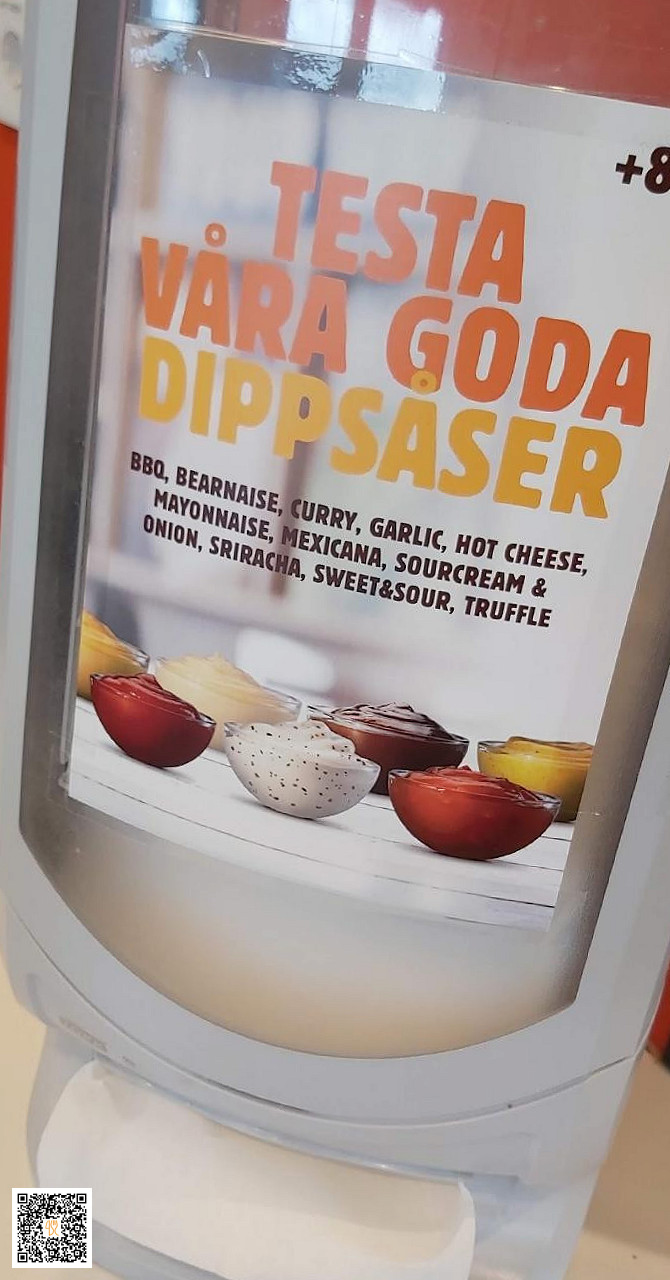 +8
TESTA
VÅRA GODA
DIPPSÅSER
BBQ, BEARNAISE, CURRY, GARLIC, HOT CHEESE,
MAYONNAISE, MEXICANA, SOURCREAM &
ONION, SRIRACHA, SWEET&SOUR, TRUFFLE